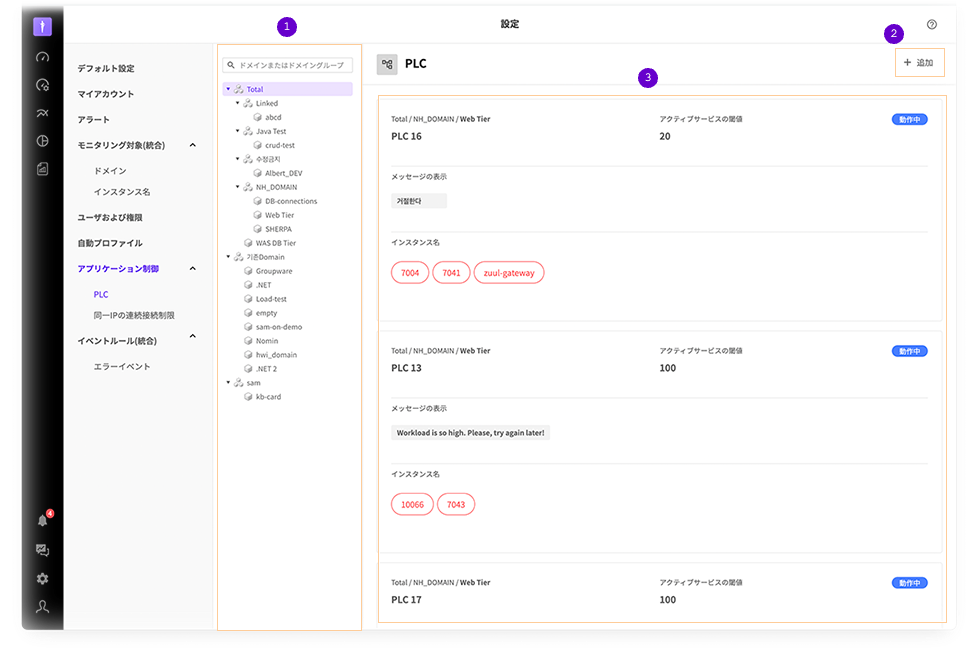 設定
デフォルト設定
マイアカウント
アラート
モニタリング対象(統合)
ドメイン
インスタンス名
ユーザおよび権限
自動プロファイル
アプリケーション制御
PLC
同一IPの連続接続制限
イベントルール(統合)
エラーイベント
4
1
ドメインまたはドメイングループ
Total
Linked
abcd
Java Test
crud-test
수정금지
Albert_DEV
NH_DOMAIN
DB-connections
Web Tier
SHERPA
WAS DB Tier
기존Domain
Groupware
.NET
Load-test
empty
sam-on-demo
Nomin
hwi_domain
.NET 2
sam
kb-card
PLC
2
+ 追加
3
Total / NH_DOMAIN / Web Tier
PLC 16
アクティブサービスの閾値
20
動作中
メッセージの表示
거절한다
インスタンス名
7004 7041 zuul-gateway
Total / NH_DOMAIN / Web Tier
PLC 13
アクティブサービスの閾値
100
動作中
メッセージの表示
Workload is so high. Please, try again later!
インスタンス名
10066 7043
Total / NH_DOMAIN / Web Tier
PLC 17
アクティブサービスの閾値
100
動作中